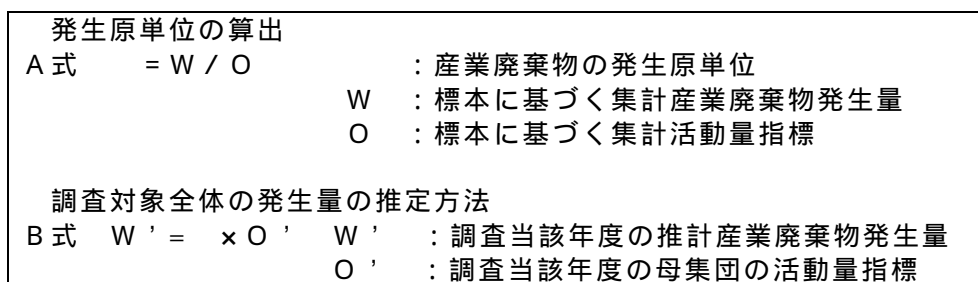 発生原単位の算出
A式 =W/O :産業廃棄物の発生原単位
W :標本に基づく集計産業廃棄物発生量
O :標本に基づく集計活動量指標
調査対象全体の発生量の推定方法
B式 W'= ×O' W' :調査当該年度の推計産業廃棄物発生量
O' :調査当該年度の母集団の活動量指標